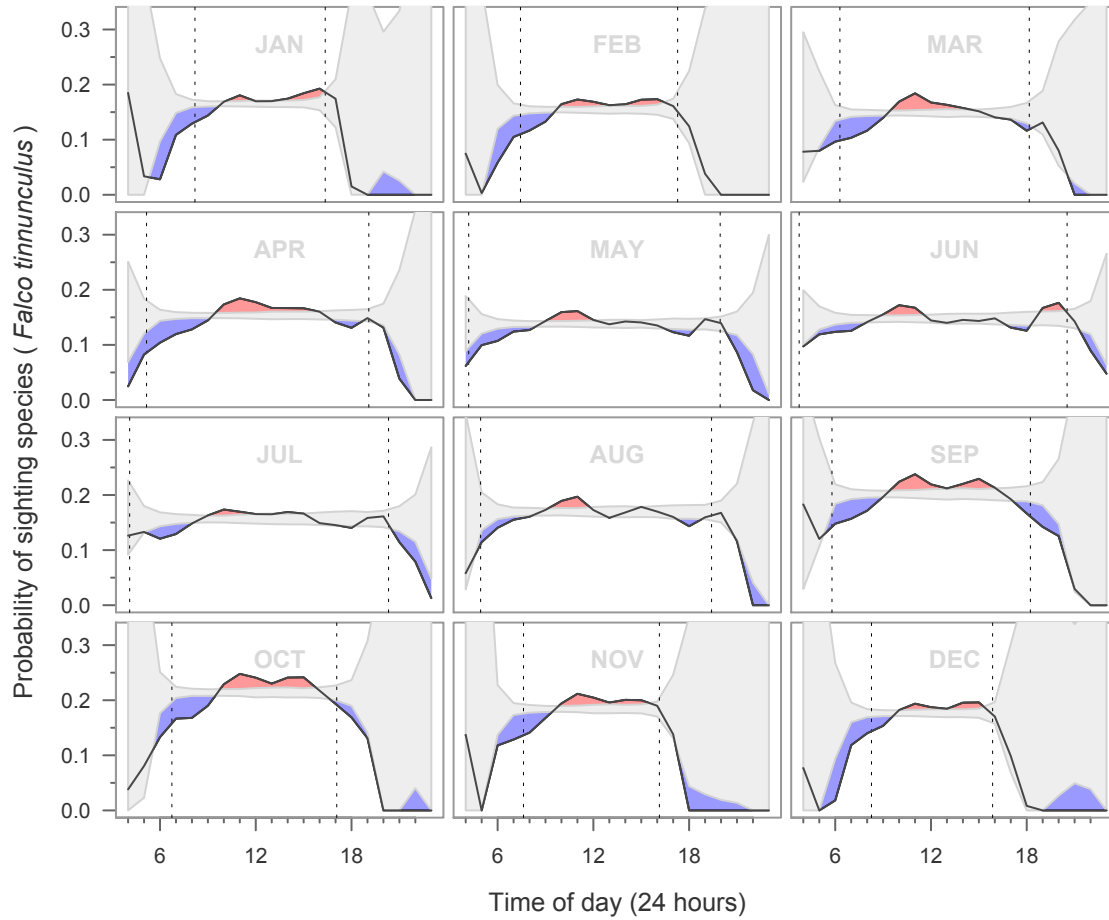 Probability of sighting species ( Falco tinnunculus )
JAN
FEB
MAR
0.3
0.2
0.1
0.0
APR
MAY
JUN
0.3
0.2
0.1
0.0
JUL
AUG
SEP
0.3
0.2
0.1
0.0
OCT
NOV
DEC
0.3
0.2
0.1
0.0
6 12 18 6 12 18 6 12 18
Time of day (24 hours)